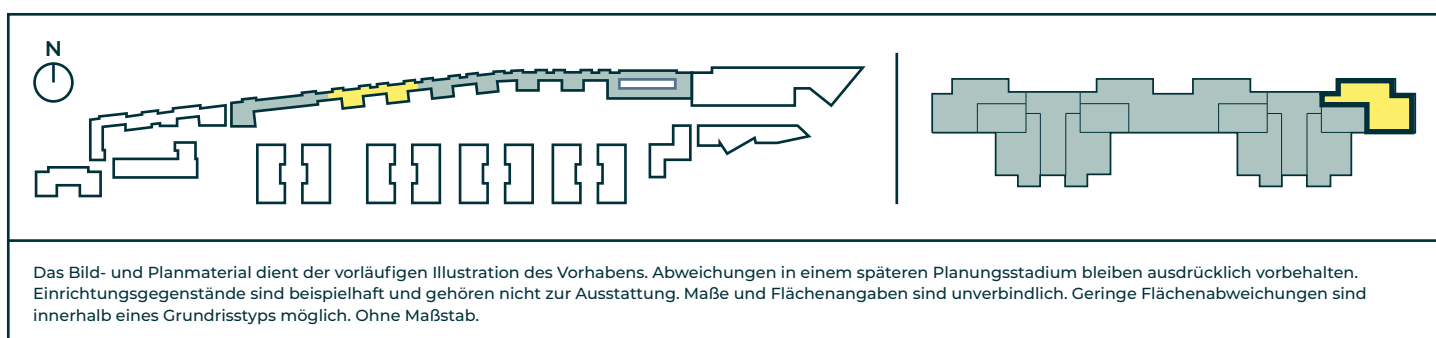 N
Das Bild- und Planmaterial dient der vorläufigen Illustration des Vorhabens. Abweichungen in einem späteren Planungsstadium bleiben ausdrücklich vorbehalten.
Einrichtungsgegenstände sind beispielhaft und gehören nicht zur Ausstattung. Maße und Flächenangaben sind unverbindlich. Geringe Flächenabweichungen sind
innerhalb eines Grundrisstyps möglich. Ohne Maßstab.